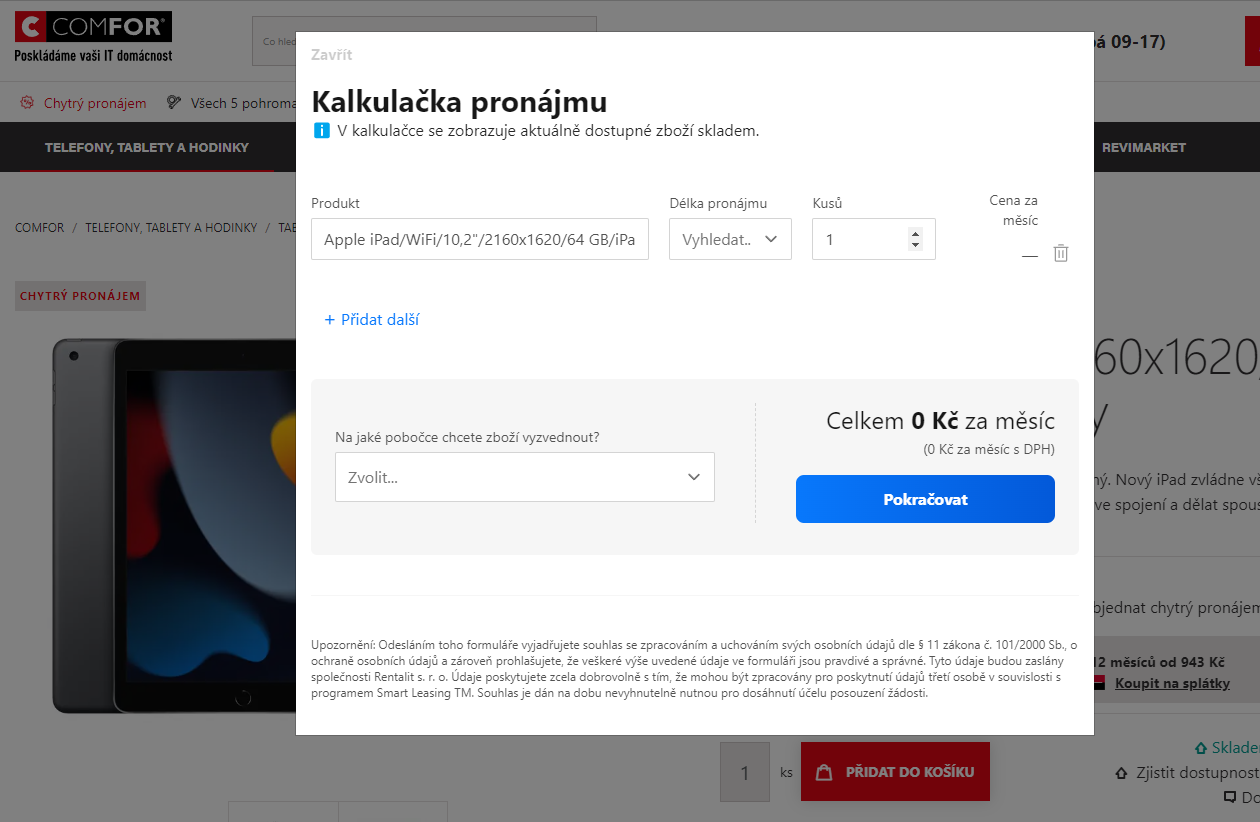 COMFOR
Poskládáme vaši IT domácnost
Co hled
pá 09-17)
Zavřít
Chytrý pronájem
Všech 5 pohroma
Kalkulačka pronájmu
V kalkulačce se zobrazuje aktuálně dostupné zboží skladem.
TELEFONY, TABLETY A HODINKY
REVIMARKET
COMFOR / TELEFONY, TABLETY A HODINKY / TAB
Produkt
Délka pronájmu
Kusů
Cena za
měsíc
Apple iPad/WiFi/10,2"/2160x1620/64 GB/iPa
Vyhledat..
1
—
CHYTRÝ PRONÁJEM
+ Přidat další
60x1620,
y
Na jaké pobočce chcete zboží vyzvednout?
Zvolit...
Celkem 0 Kč za měsíc
(0 Kč za měsíc s DPH)
Pokračovat
ný. Nový iPad zvládne vš
ve spojení a dělat spous
bjednat chytrý pronájem
Upozornění: Odesláním toho formuláře vyjadřujete souhlas se zpracováním a uchováním svých osobních údajů dle § 11 zákona č. 101/2000 Sb., o
ochraně osobních údajů a zároveň prohlašujete, že veškeré výše uvedené údaje ve formuláři jsou pravdivé a správné. Tyto údaje budou zaslány
společnosti Rentalit s. r. o. Údaje poskytujete zcela dobrovolně s tím, že mohou být zpracovány pro poskytnutí údajů třetí osobě v souvislosti s
programem Smart Leasing TM. Souhlas je dán na dobu nevyhnutelně nutnou pro dosáhnutí účelu posouzení žádosti.
12 měsíců od 943 Kč
Koupit na splátky
1
ks
PŘIDAT DO KOŠÍKU
Sklade
Zjistit dostupnost
Do